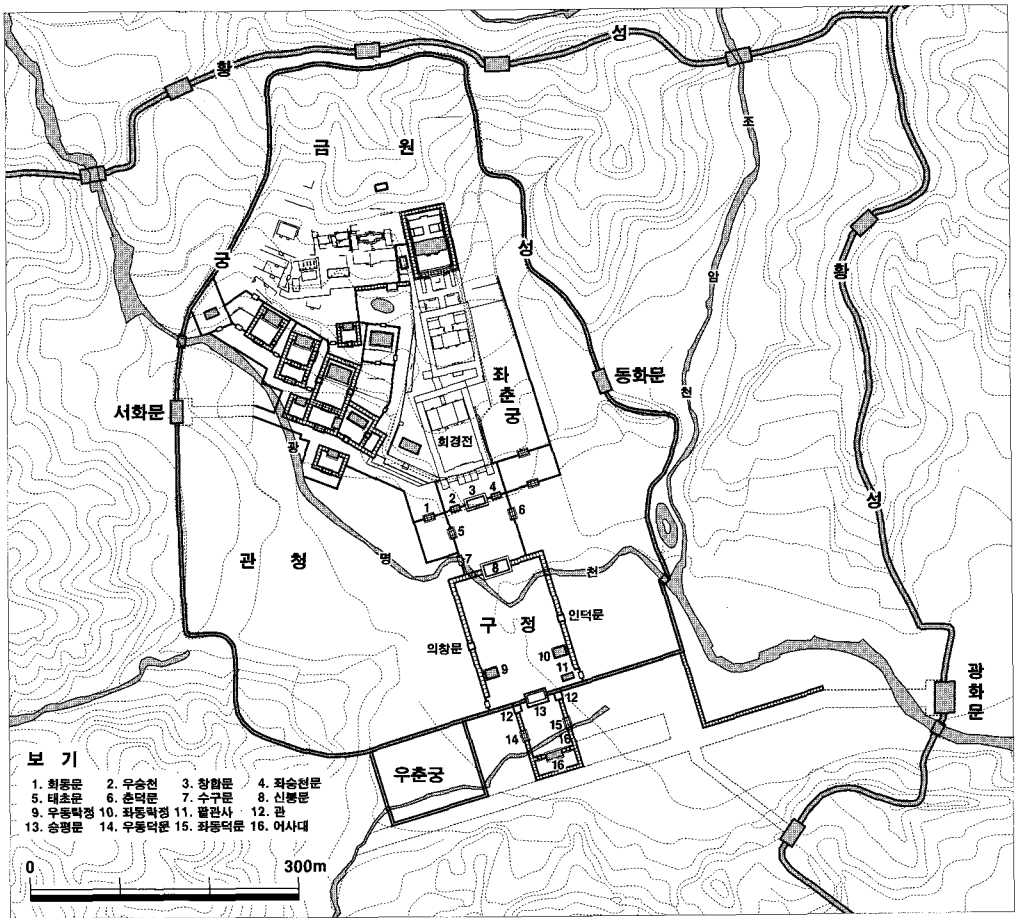 황
성
조
금 원
궁
성
황
암
동화문
좌춘궁
천
서화문
회경전
광
1 2 3 4
5 6
관 청
명
7
8
천
구 정
인덕문
의창문
10
9
11
성
광화문
12 13 12
14 15
16
16
우춘궁
보 기
1. 회동문 2. 우승천 3. 창합문 4. 좌승천문
5. 태초문 6. 춘덕문 7. 수구문 8. 신봉문
9. 우동락정 10. 좌동락정 11. 팔관사 12. 관
13. 승평문 14. 우동덕문 15. 좌동덕문 16. 어사대
0 300m